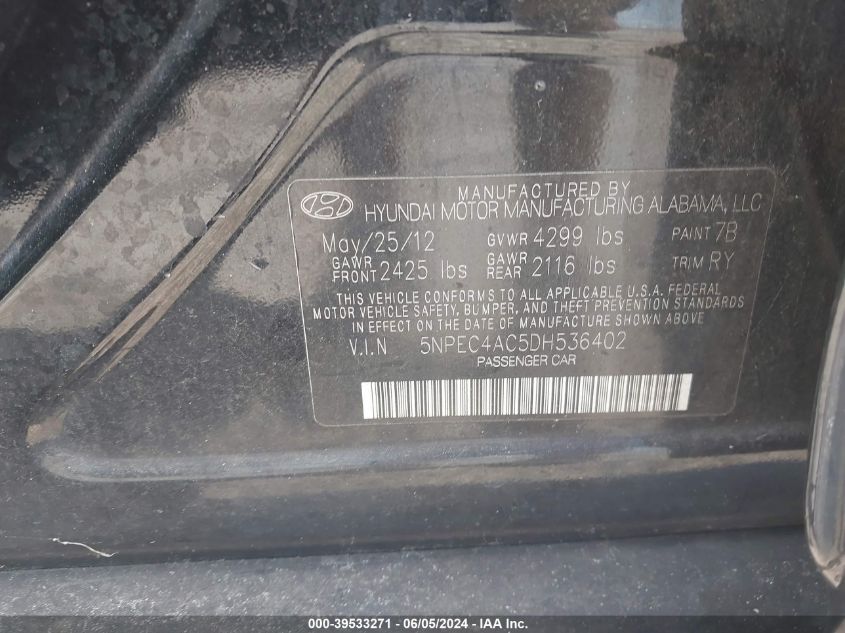 MANUFACTURED BY
HYUNDAI MOTOR MANUFACTURING ALABAMA, LLC
May/25/12 GVWR 4299 lbs PAINT 7B
GAWR FRONT 2425 lbs GAWR REAR 2116 lbs TRIM RY
THIS VEHICLE CONFORMS TO ALL APPLICABLE U.S.A. FEDERAL
MOTOR VEHICLE SAFETY, BUMPER, AND THEFT PREVENTION STANDARDS
IN EFFECT ON THE DATE OF MANUFACTURE SHOWN ABOVE
V.I.N 5NPEC4AC5DH536402
PASSENGER CAR
000-39533271 - 06/05/2024 - IAA Inc.